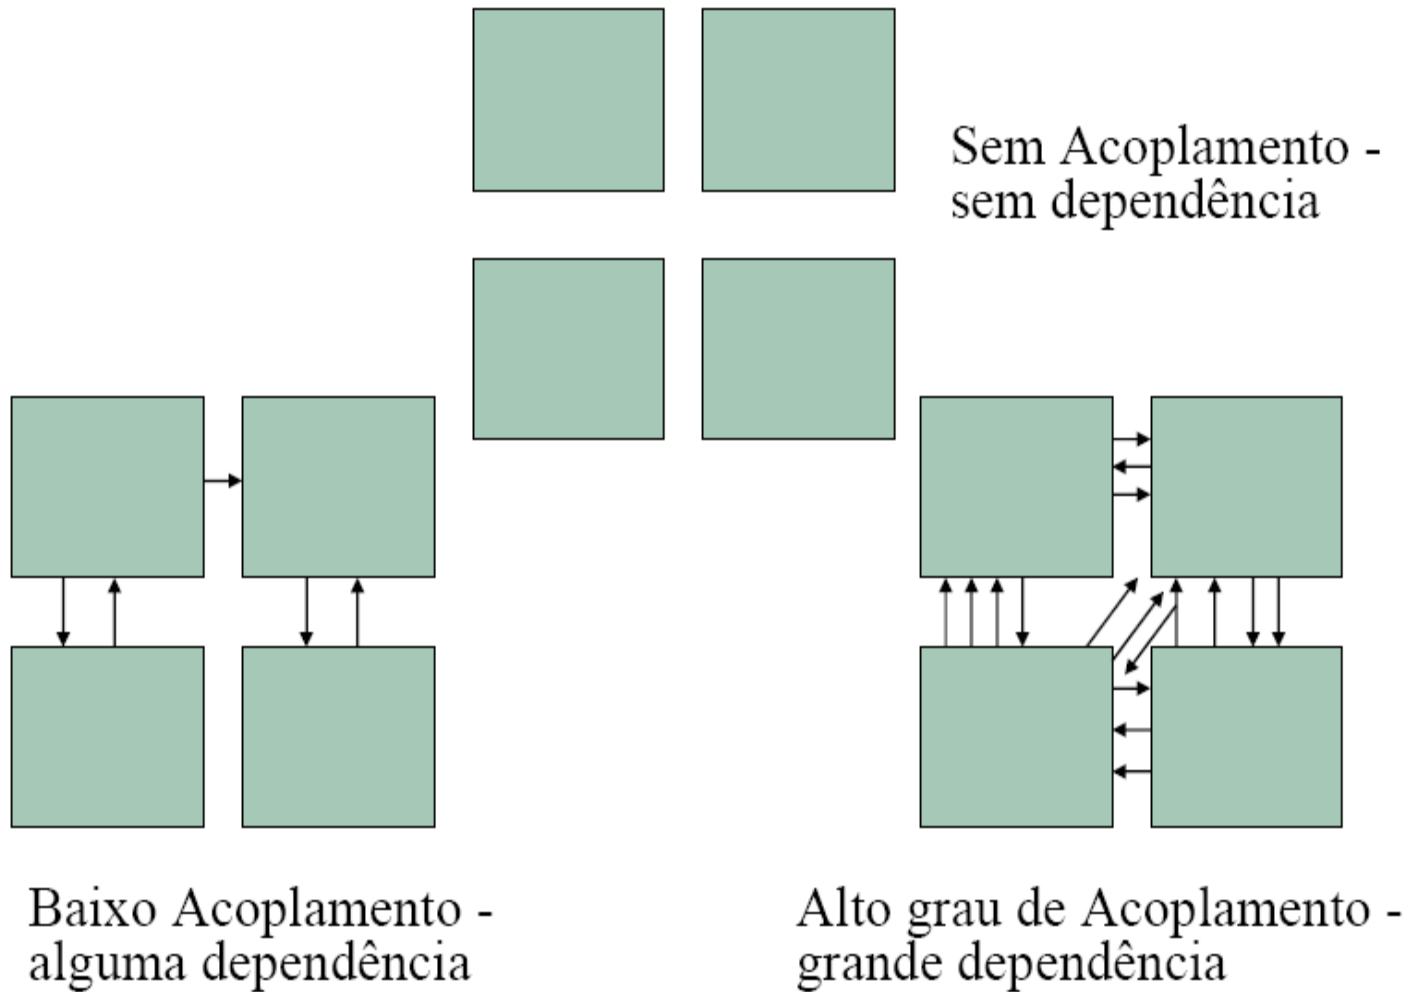 Sem Acoplamento -
sem dependência
Baixo Acoplamento -
alguma dependência
Alto grau de Acoplamento -
grande dependência